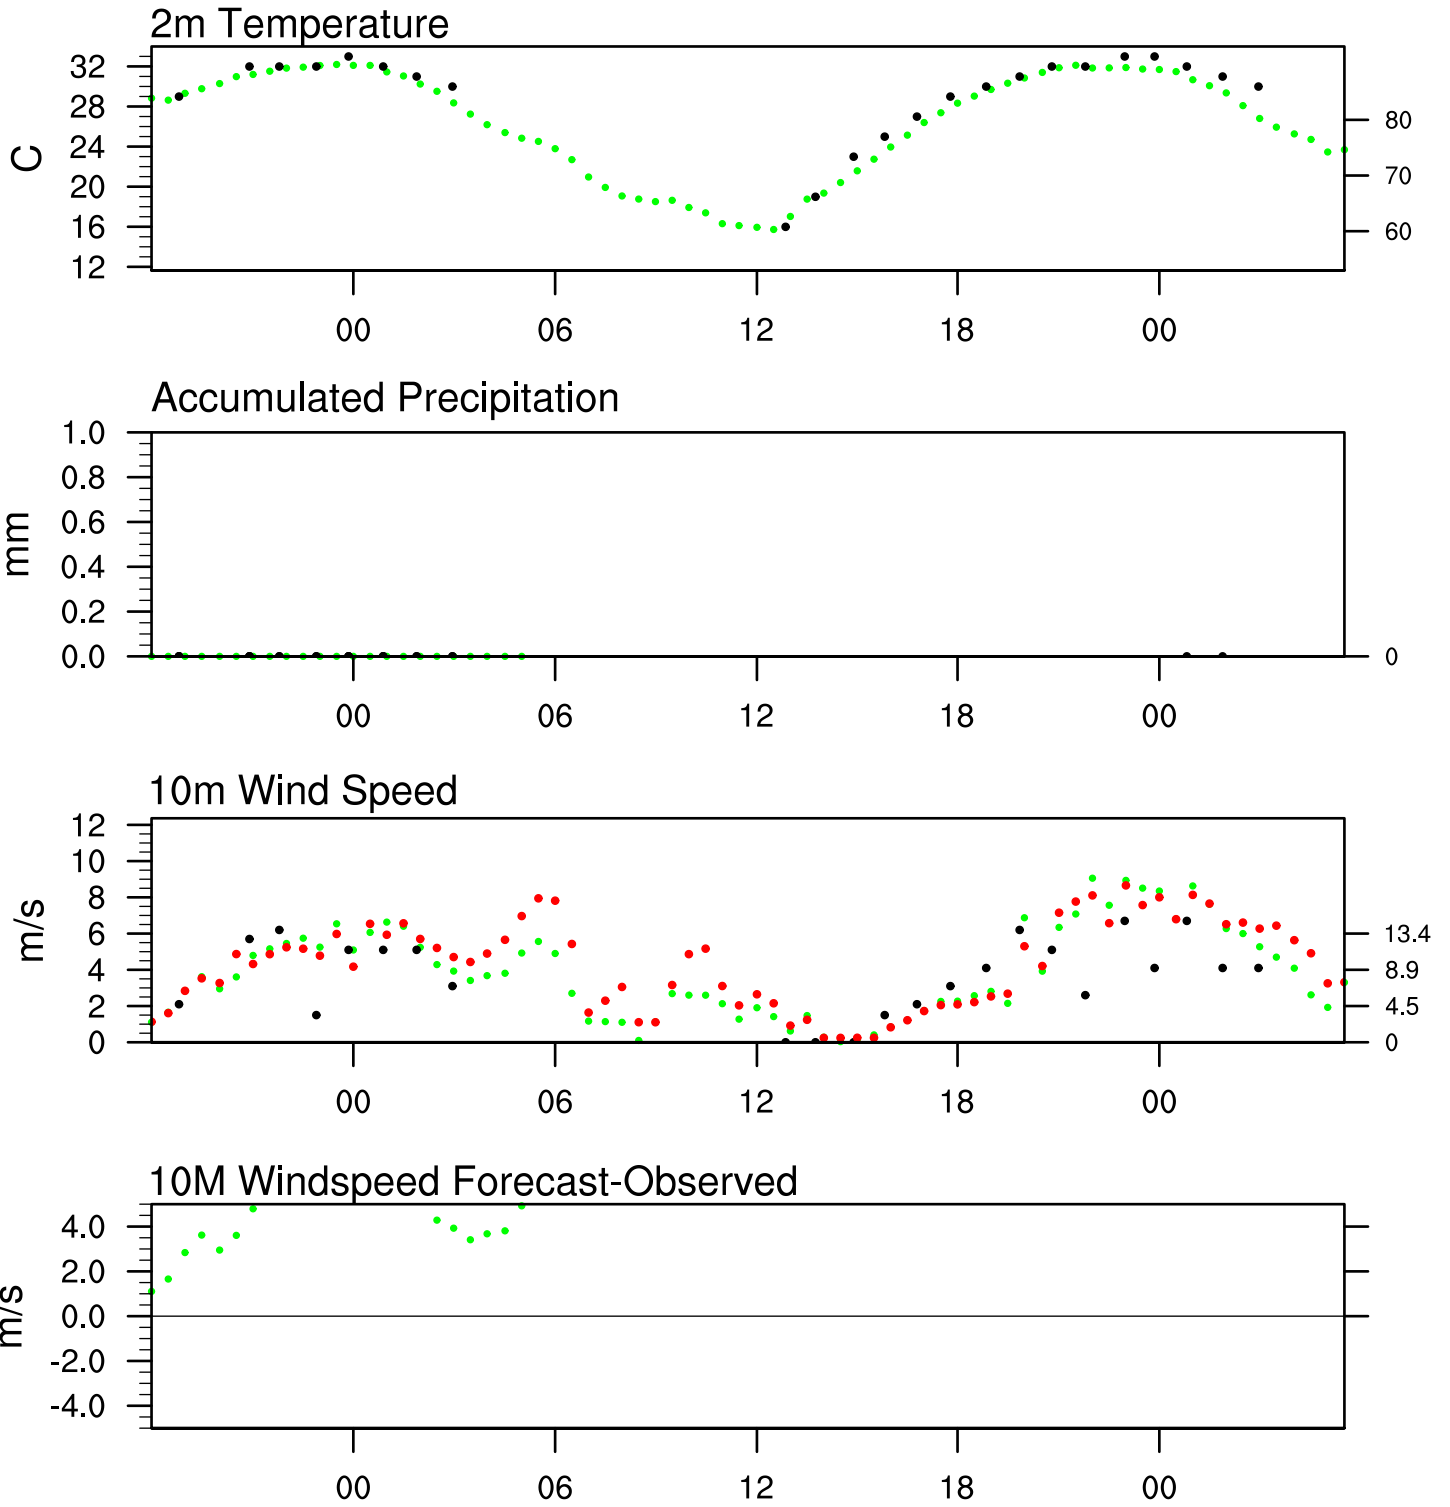 2m Temperature
32
28
24
20
16
12
C
80
70
60
00 06 12 18 00
Accumulated Precipitation
1.0
0.8
0.6
0.4
0.2
0.0
mm
0
00 06 12 18 00
10m Wind Speed
12
10
8
6
4
2
0
m/s
13.4
8.9
4.5
0
00 06 12 18 00
10M Windspeed Forecast-Observed
4.0
2.0
0.0
-2.0
-4.0
m/s
00 06 12 18 00